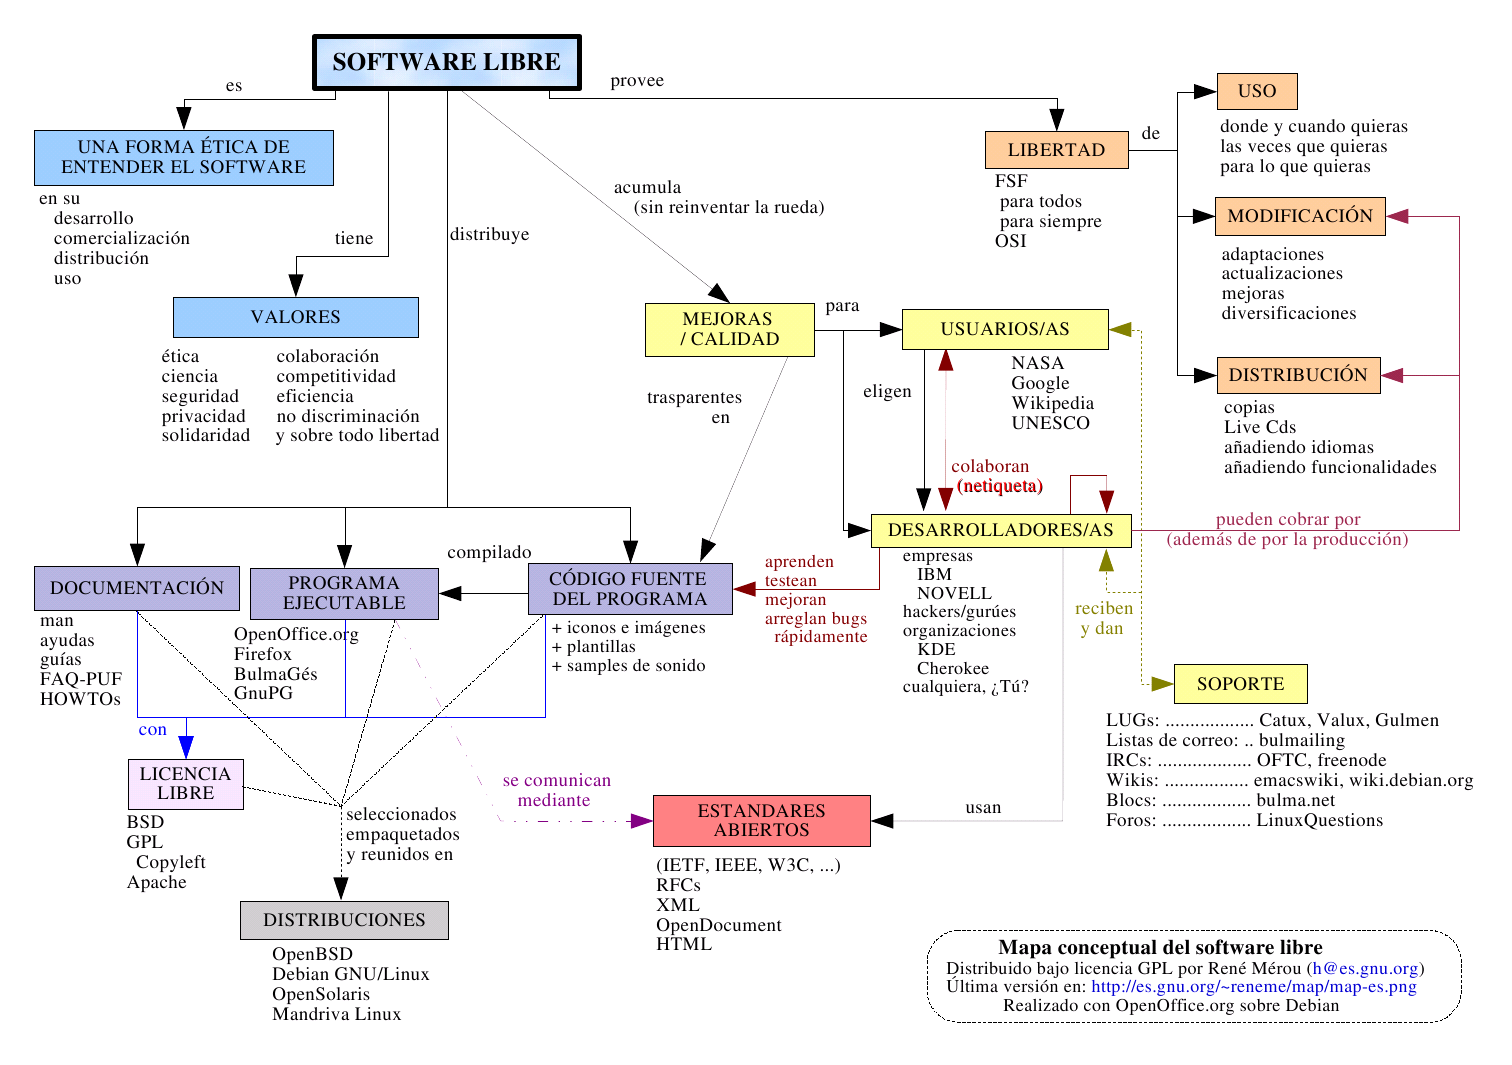 SOFTWARE LIBRE
es
provee
UNA FORMA ÉTICA DE
ENTENDER EL SOFTWARE
en su
desarrollo
comercialización
distribución
uso
tiene
distribuye
acumula
(sin reinventar la rueda)
LIBERTAD
FSF
para todos
para siempre
OSI
de
USO
donde y cuando quieras
las veces que quieras
para lo que quieras
MODIFICACIÓN
adaptaciones
actualizaciones
mejoras
diversificaciones
DISTRIBUCIÓN
copias
Live Cds
añadiendo idiomas
añadiendo funcionalidades
VALORES
ética
ciencia
seguridad
privacidad
solidaridad
colaboración
competitividad
eficiencia
no discriminación
y sobre todo libertad
MEJORAS
/ CALIDAD
para
trasparentes
en
USUARIOS/AS
NASA
Google
Wikipedia
UNESCO
eligen
colaboran
(netiqueta)
DESARROLLADORES/AS
empresas
IBM
NOVELL
hackers/gurúes
organizaciones
KDE
Cherokee
cualquiera, ¿Tú?
pueden cobrar por
(además de por la producción)
aprenden
testean
mejoran
arreglan bugs
rápidamente
reciben
y dan
DOCUMENTACIÓN
man
ayudas
guías
FAQ-PUF
HOWTOs
PROGRAMA
EJECUTABLE
OpenOffice.org
Firefox
BulmaGés
GnuPG
compilado
CÓDIGO FUENTE
DEL PROGRAMA
+ iconos e imágenes
+ plantillas
+ samples de sonido
SOPORTE
LUGs: .................. Catux, Valux, Gulmen
Listas de correo: .. bulmailing
IRCs: ................... OFTC, freenode
Wikis: ................. emacswiki, wiki.debian.org
Blocs: .................. bulma.net
Foros: .................. LinuxQuestions
con
LICENCIA
LIBRE
BSD
GPL
Copyleft
Apache
se comunican
mediante
seleccionados
empaquetados
y reunidos en
ESTANDARES
ABIERTOS
(IETF, IEEE, W3C, ...)
RFCs
XML
OpenDocument
HTML
usan
DISTRIBUCIONES
OpenBSD
Debian GNU/Linux
OpenSolaris
Mandriva Linux
Mapa conceptual del software libre
Distribuido bajo licencia GPL por René Mérou (h@es.gnu.org)
Última versión en: http://es.gnu.org/~reneme/map/map-es.png
Realizado con OpenOffice.org sobre Debian